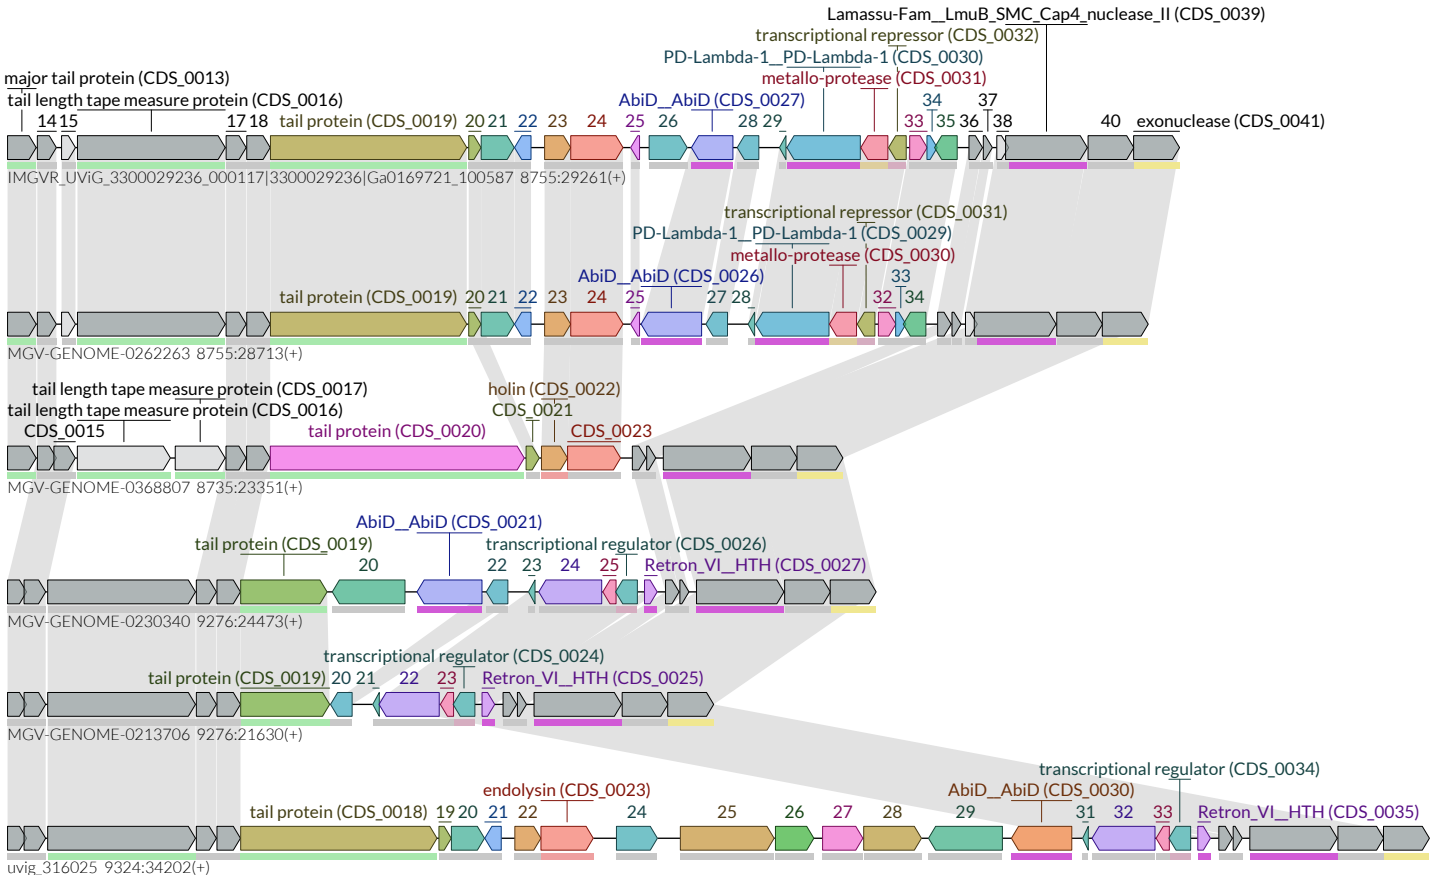 Lamassu-Fam__LmuB_SMC_Cap4_nuclease_II (CDS_0039)
transcriptional repressor (CDS_0032)
PD-Lambda-1__PD-Lambda-1 (CDS_0030)
major tail protein (CDS_0013) metallo-protease (CDS_0031)
tail length tape measure protein (CDS_0016) AbiD__AbiD (CDS_0027) 34 37
14 15 17 18 tail protein (CDS_0019) 20 21 22 23 24 25 26 28 29 33 35 36 38 40 exonuclease (CDS_0041)
IMGVR_UViG_3300029236_000117|3300029236|Ga0169721_100587 8755:29261(+)
transcriptional repressor (CDS_0031)
PD-Lambda-1__PD-Lambda-1 (CDS_0029)
metallo-protease (CDS_0030)
AbiD__AbiD (CDS_0026) 33
tail protein (CDS_0019) 20 21 22 23 24 25 27 28 32 34
MGV-GENOME-0262263 8755:28713(+)
tail length tape measure protein (CDS_0017) holin (CDS_0022)
tail length tape measure protein (CDS_0016) CDS_0021
CDS_0015 tail protein (CDS_0020) CDS_0023
MGV-GENOME-0368807 8735:23351(+)
AbiD__AbiD (CDS_0021)
tail protein (CDS_0019) transcriptional regulator (CDS_0026)
20 22 23 24 25 Retron_VI__HTH (CDS_0027)
MGV-GENOME-0230340 9276:24473(+)
transcriptional regulator (CDS_0024)
tail protein (CDS_0019) 20 21 22 23 Retron_VI__HTH (CDS_0025)
MGV-GENOME-0213706 9276:21630(+)
transcriptional regulator (CDS_0034)
endolysin (CDS_0023) AbiD__AbiD (CDS_0030)
tail protein (CDS_0018) 19 20 21 22 24 25 26 27 28 29 31 32 33 Retron_VI__HTH (CDS_0035)
uvig_316025 9324:34202(+)